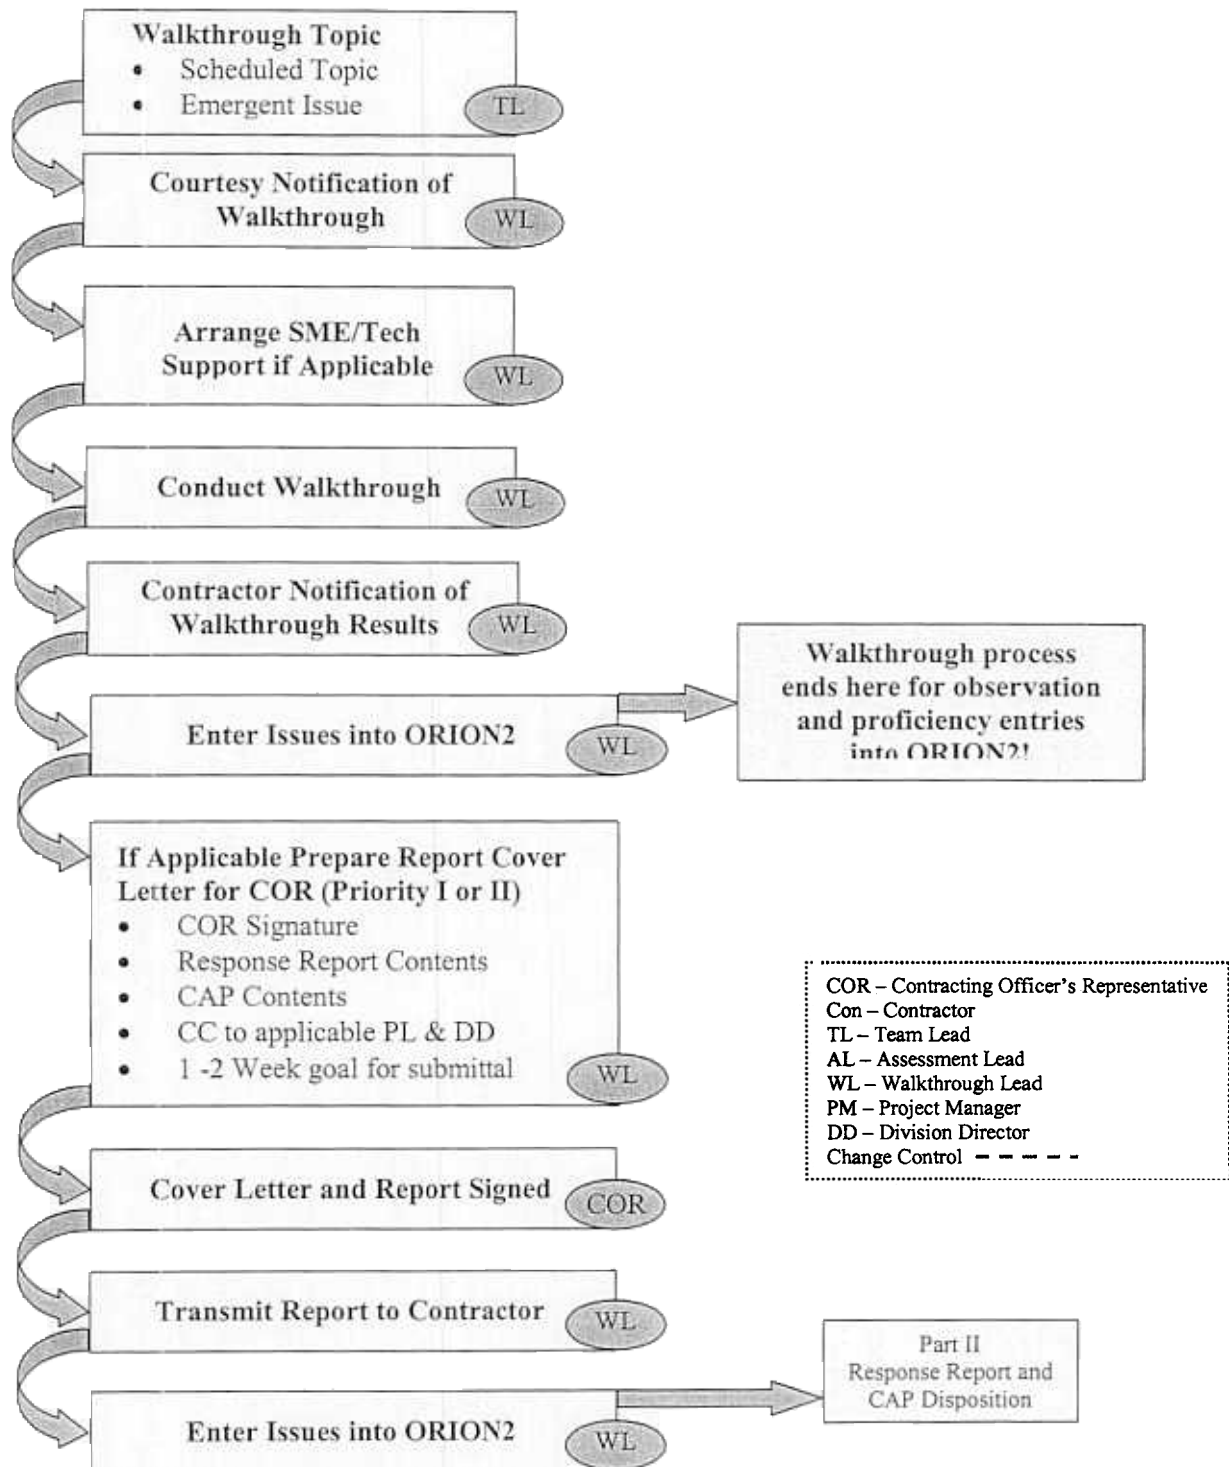 Walkthrough Topic
• Scheduled Topic
• Emergent Issue
TL
Courtesy Notification of
Walkthrough
WL
Arrange SME/Tech
Support if Applicable
WL
Conduct Walkthrough
WL
Contractor Notification of
Walkthrough Results
WL
Enter Issues into ORION2
WL
Walkthrough process
ends here for observation
and proficiency entries
into ORION2!
If Applicable Prepare Report Cover
Letter for COR (Priority I or II)
• COR Signature
• Response Report Contents
• CAP Contents
• CC to applicable PL & DD
• 1 -2 Week goal for submittal
WL
COR – Contracting Officer's Representative
Con – Contractor
TL – Team Lead
AL – Assessment Lead
WL – Walkthrough Lead
PM – Project Manager
DD – Division Director
Change Control – – – – –
Cover Letter and Report Signed
COR
Transmit Report to Contractor
WL
Enter Issues into ORION2
WL
Part II
Response Report and
CAP Disposition